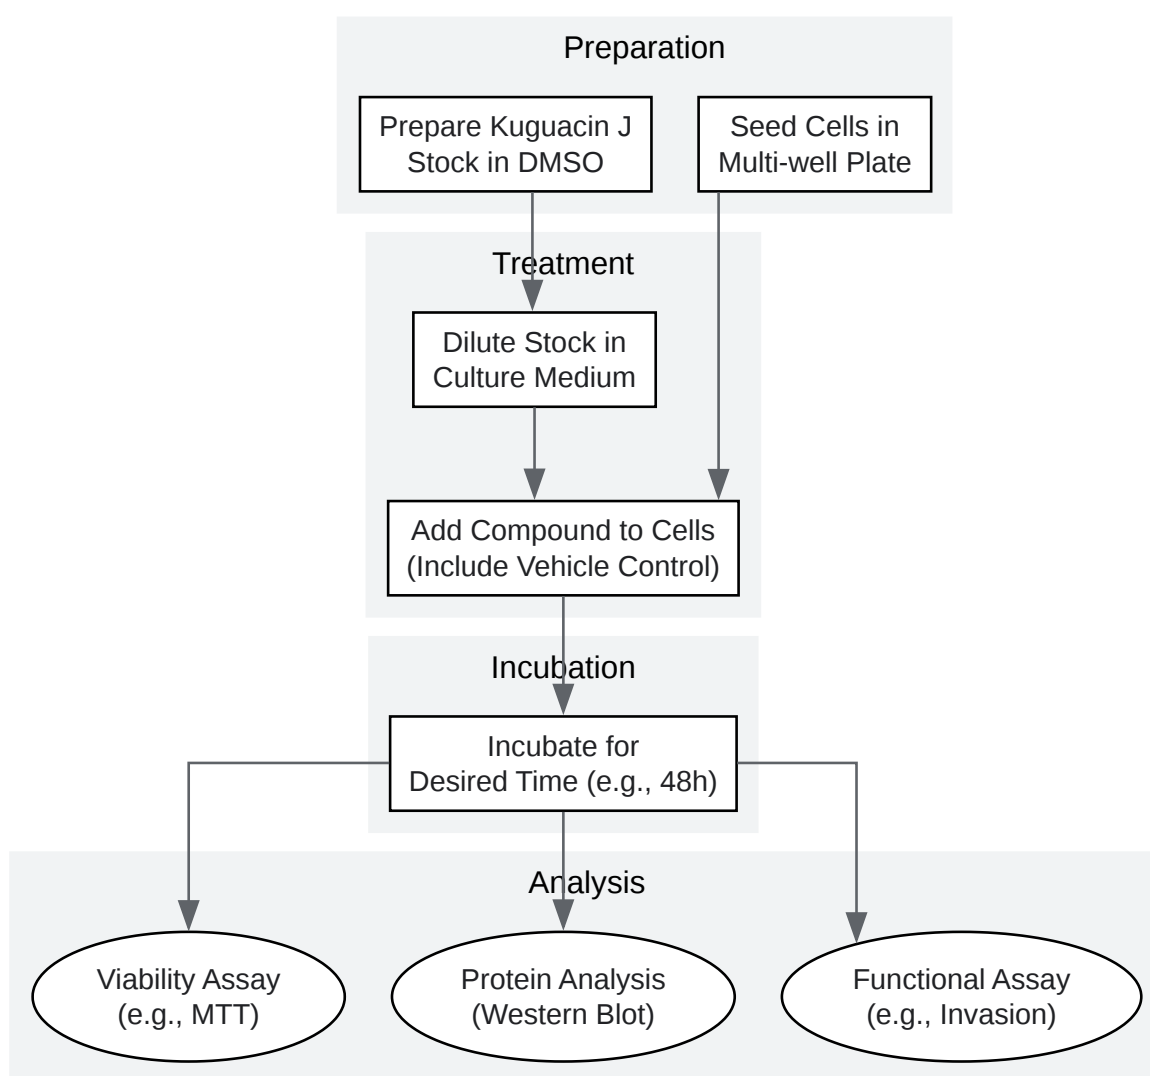 Preparation
Prepare Kuguacin J
Stock in DMSO
Seed Cells in
Multi-well Plate
Treatment
Dilute Stock in
Culture Medium
Add Compound to Cells
(Include Vehicle Control)
Incubation
Incubate for
Desired Time (e.g., 48h)
Analysis
Viability Assay
(e.g., MTT)
Protein Analysis
(Western Blot)
Functional Assay
(e.g., Invasion)